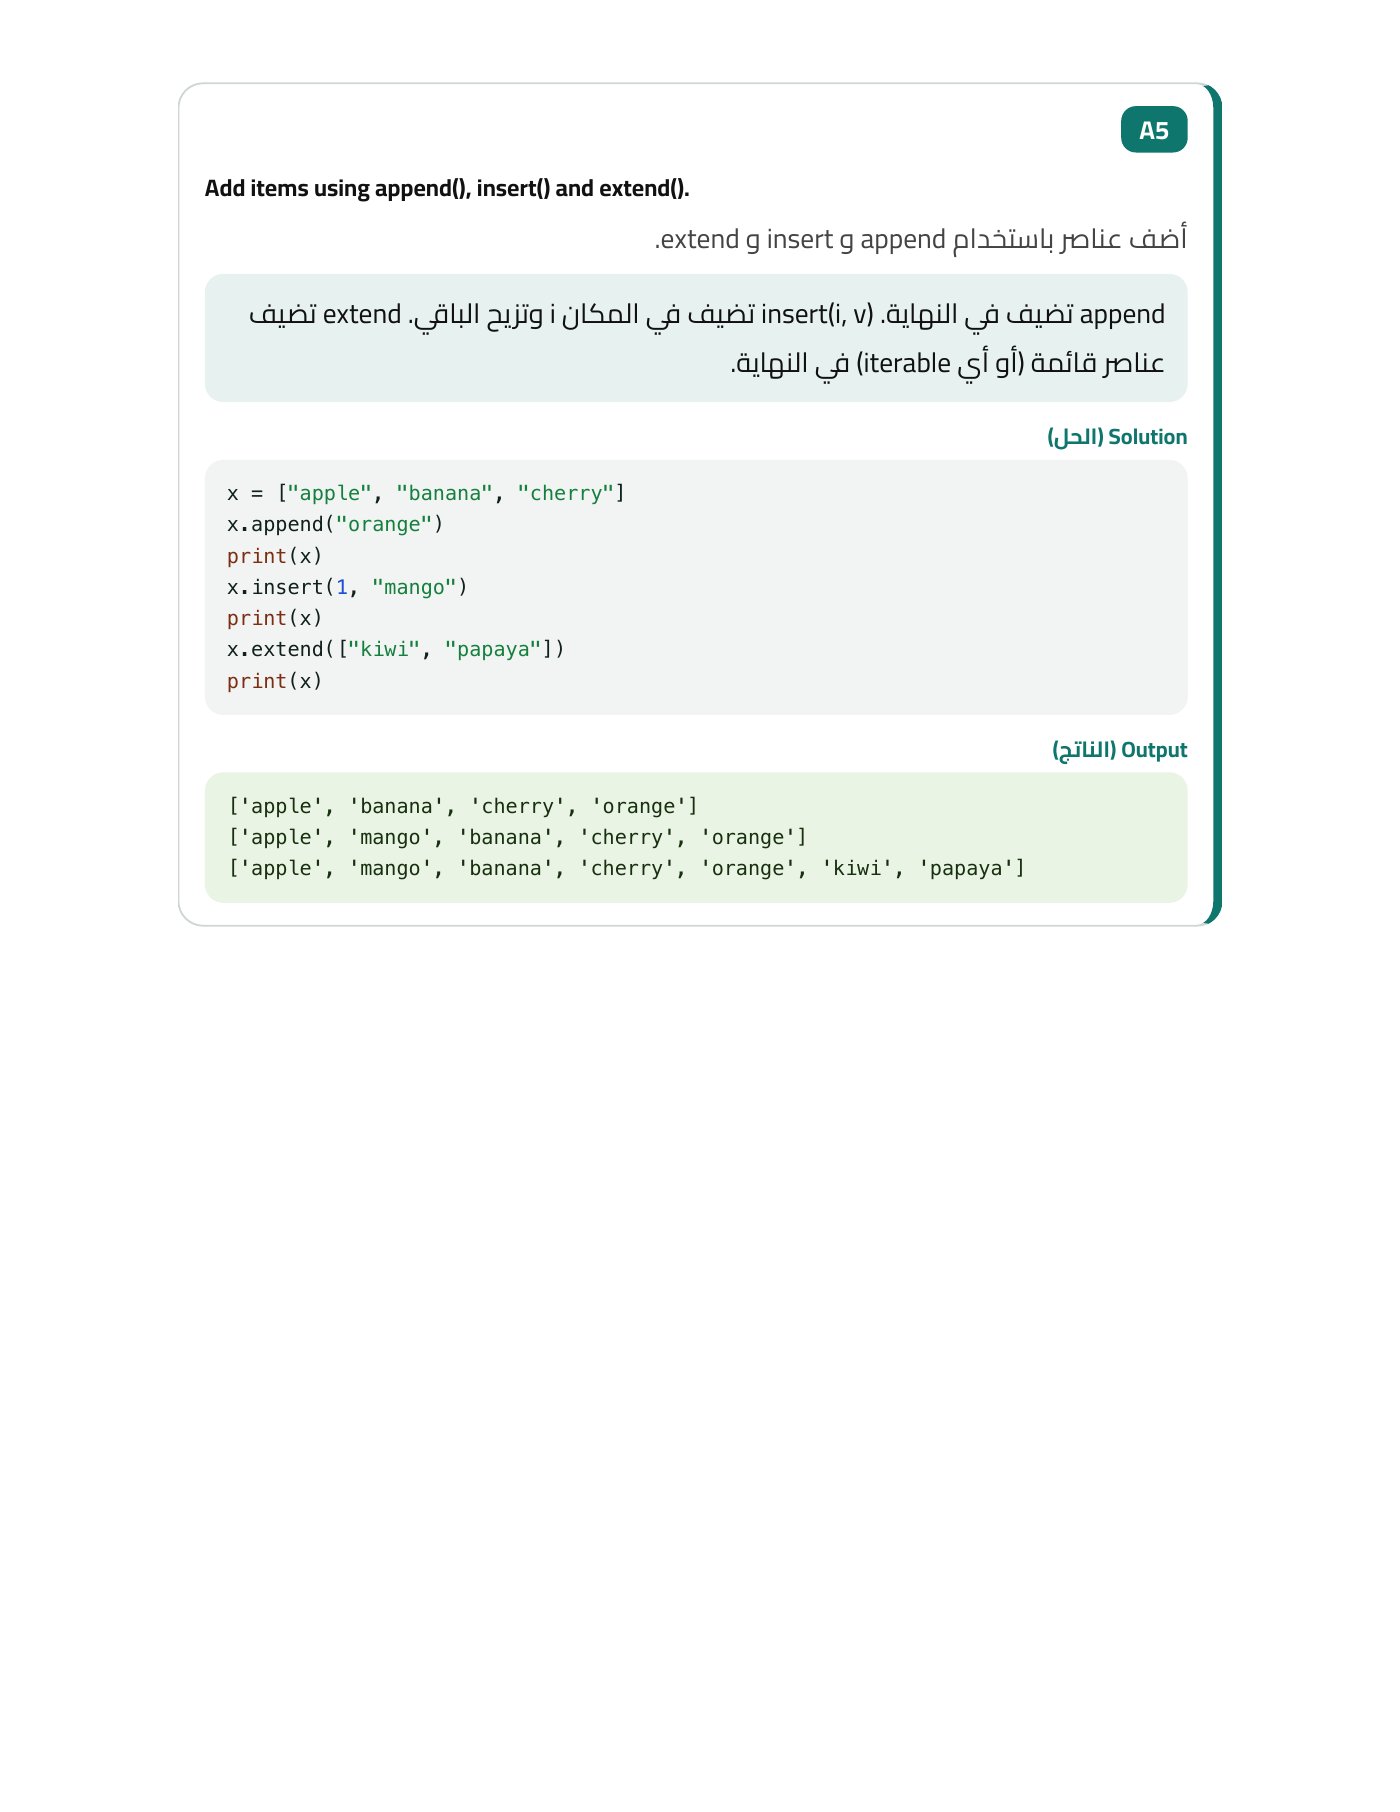 A5
Add items using append(), insert() and extend().
أضف عناصر باستخدام append و insert و extend.
append تضيف في النهاية. insert(i, v) تضيف في المكان i وتزيح الباقي. extend تضيف
عناصر قائمة (أو أي iterable) في النهاية.
Solution (الحل)
x = ["apple", "banana", "cherry"]
x.append("orange")
print(x)
x.insert(1, "mango")
print(x)
x.extend(["kiwi", "papaya"])
print(x)
Output (الناتج)
['apple', 'banana', 'cherry', 'orange']
['apple', 'mango', 'banana', 'cherry', 'orange']
['apple', 'mango', 'banana', 'cherry', 'orange', 'kiwi', 'papaya']